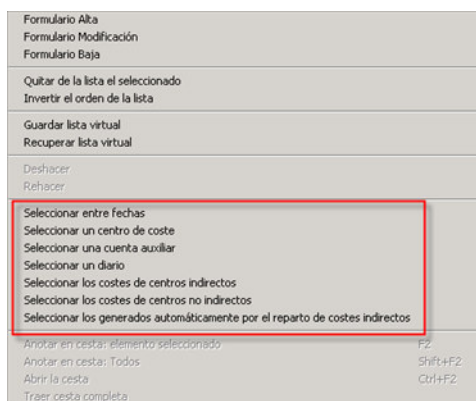 Formulario Alta
Formulario Modificación
Formulario Baja
Quitar de la lista el seleccionado
Invertir el orden de la lista
Guardar lista virtual
Recuperar lista virtual
Deshacer
Rehacer
Seleccionar entre fechas
Seleccionar un centro de coste
Seleccionar una cuenta auxiliar
Seleccionar un diario
Seleccionar los costes de centros indirectos
Seleccionar los costes de centros no indirectos
Seleccionar los generados automáticamente por el reparto de costes indirectos
Anotar en cesta: elemento seleccionado F2
Anotar en cesta: Todos Shift+F2
Abrir la cesta Ctrl+F2
Traer cesta completa